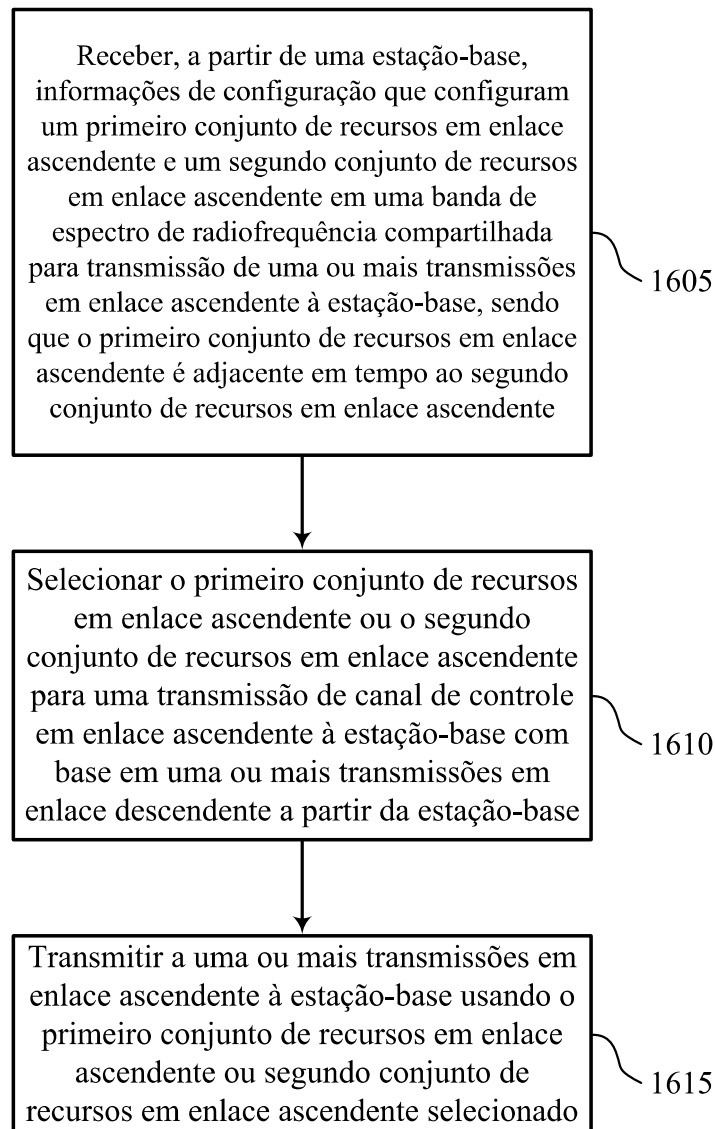 Receber, a partir de uma estação-base,
informações de configuração que configuram
um primeiro conjunto de recursos em enlace
ascendente e um segundo conjunto de recursos
em enlace ascendente em uma banda de
espectro de radiofrequência compartilhada
para transmissão de uma ou mais transmissões
em enlace ascendente à estação-base, sendo
que o primeiro conjunto de recursos em enlace
ascendente é adjacente em tempo ao segundo
conjunto de recursos em enlace ascendente
1605
Selecionar o primeiro conjunto de recursos
em enlace ascendente ou o segundo
conjunto de recursos em enlace ascendente
para uma transmissão de canal de controle
em enlace ascendente à estação-base com
base em uma ou mais transmissões em
enlace descendente a partir da estação-base
1610
Transmitir a uma ou mais transmissões em
enlace ascendente à estação-base usando o
primeiro conjunto de recursos em enlace
ascendente ou segundo conjunto de
recursos em enlace ascendente selecionado
1615